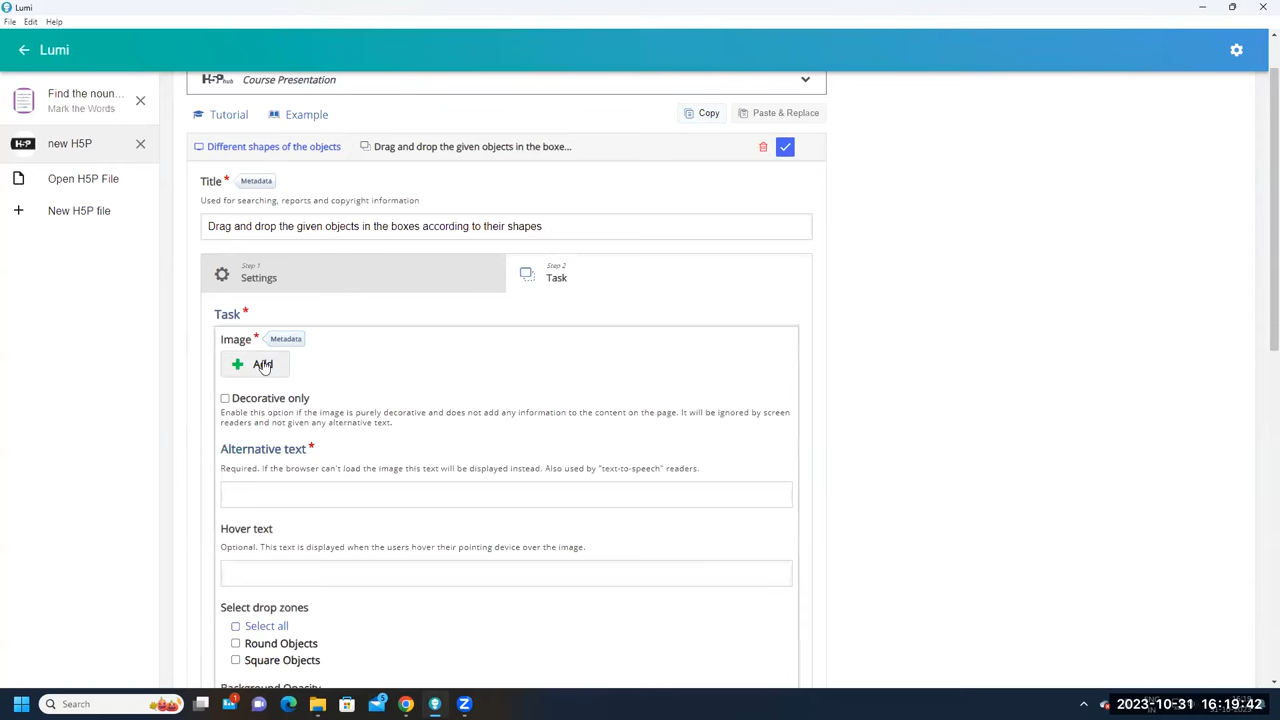 Lumi
File Edit Help
Lumi
H5P hub Course Presentation
Find the noun...
Mark the Words
Tutorial Example Copy Paste & Replace
H5P new H5P
Different shapes of the objects Drag and drop the given objects in the boxe...
Open H5P File
Title * Metadata
Used for searching, reports and copyright information
New H5P file
Drag and drop the given objects in the boxes according to their shapes
Step 1
Settings
Step 2
Task
Task *
Image * Metadata
Add
Decorative only
Enable this option if the image is purely decorative and does not add any information to the content on the page. It will be ignored by screen
readers and not given any alternative text.
Alternative text *
Required. If the browser can't load the image this text will be displayed instead. Also used by "text-to-speech" readers.
Hover text
Optional. This text is displayed when the users hover their pointing device over the image.
Select drop zones
Select all
Round Objects
Square Objects
Background Opacity
Search
2023-10-31 16:19:42